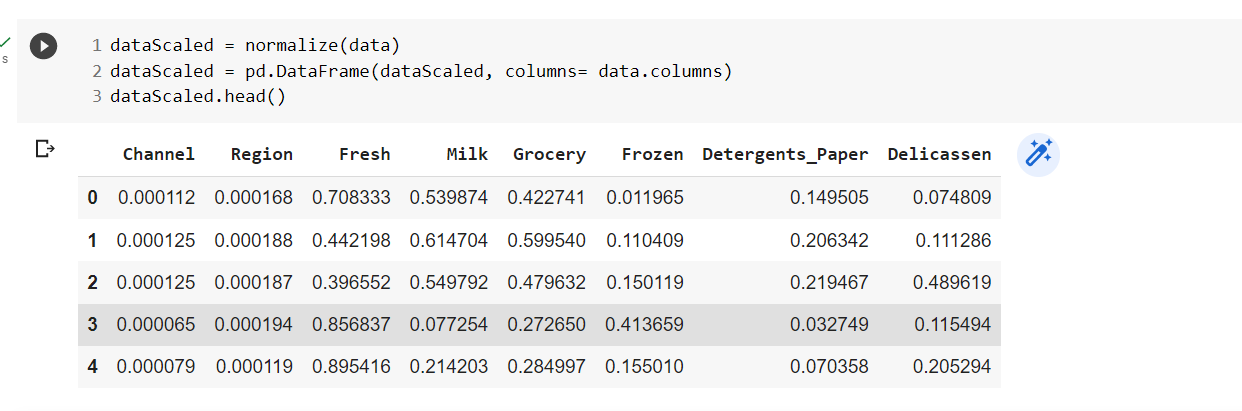 s
1 dataScaled = normalize(data)
2 dataScaled = pd.DataFrame(dataScaled, columns= data.columns)
3 dataScaled.head()
Channel Region Fresh Milk Grocery Frozen Detergents_Paper Delicassen
0 0.000112 0.000168 0.708333 0.539874 0.422741 0.011965 0.149505 0.074809
1 0.000125 0.000188 0.442198 0.614704 0.599540 0.110409 0.206342 0.111286
2 0.000125 0.000187 0.396552 0.549792 0.479632 0.150119 0.219467 0.489619
3 0.000065 0.000194 0.856837 0.077254 0.272650 0.413659 0.032749 0.115494
4 0.000079 0.000119 0.895416 0.214203 0.284997 0.155010 0.070358 0.205294